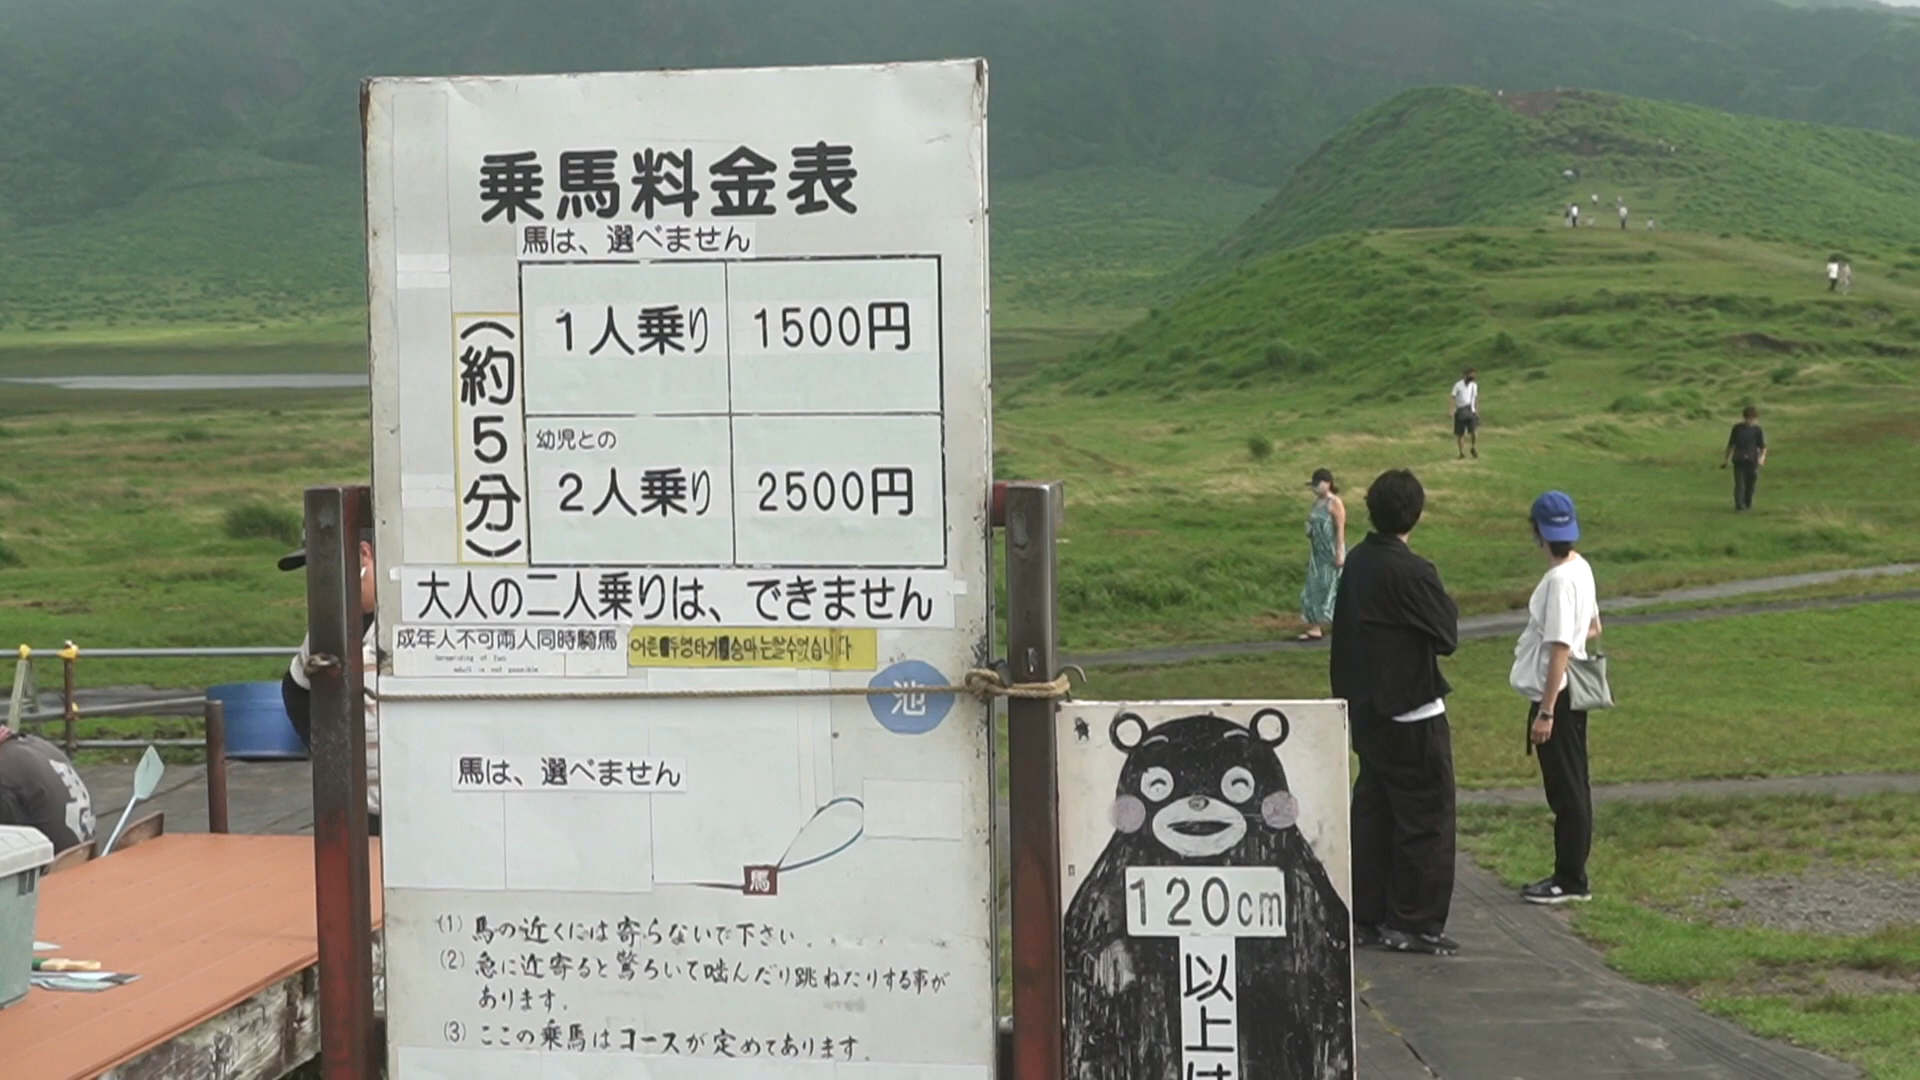 乗馬料金表
馬は、選べません
(約5分)
1人乗り 1500円
幼児との
2人乗り 2500円
大人の二人乗りは、できません
成年人不可両人同時騎馬
adult is not possible
池
馬は、選べません
馬
(1) 馬の近くには寄らないで下さい.
(2) 急に近寄ると驚ろいて噛んだり跳ねたりする事が
あります.
(3) ここの乗馬はコースが定めてあります.
120cm
以上は